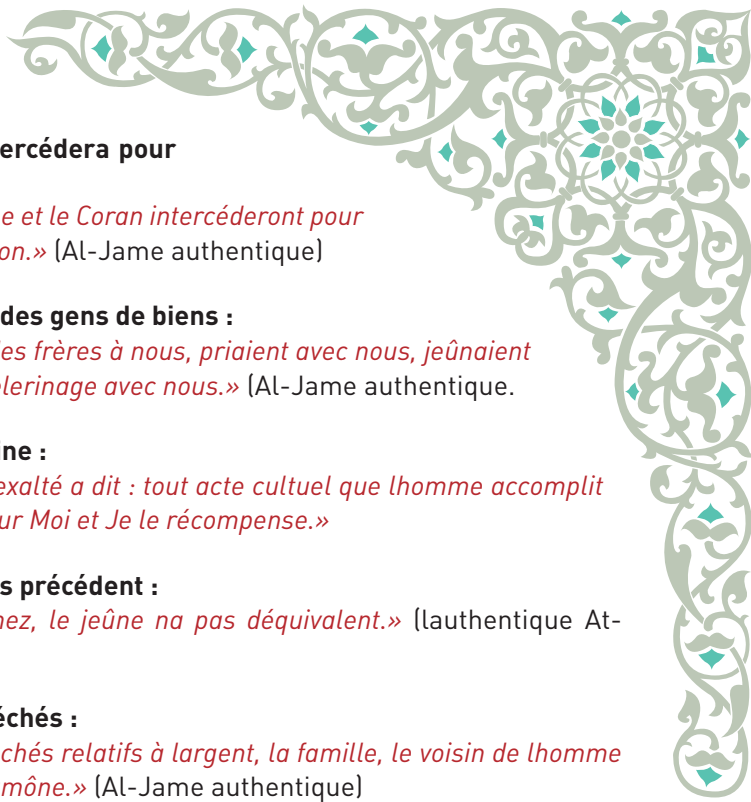 ercédera pour
e et le Coran intercéderont pour
on.» (Al-Jame authentique)
des gens de biens :
les frères à nous, priaient avec nous, jeûnaient
lerinage avec nous.» (Al-Jame authentique.
ine :
exalté a dit : tout acte cultuel que lhomme accomplit
ur Moi et Je le récompense.»
s précédent :
nez, le jeûne na pas déquivalent.» (lauthentique At-
échés :
chés relatifs à largent, la famille, le voisin de lhomme
mône.» (Al-Jame authentique)